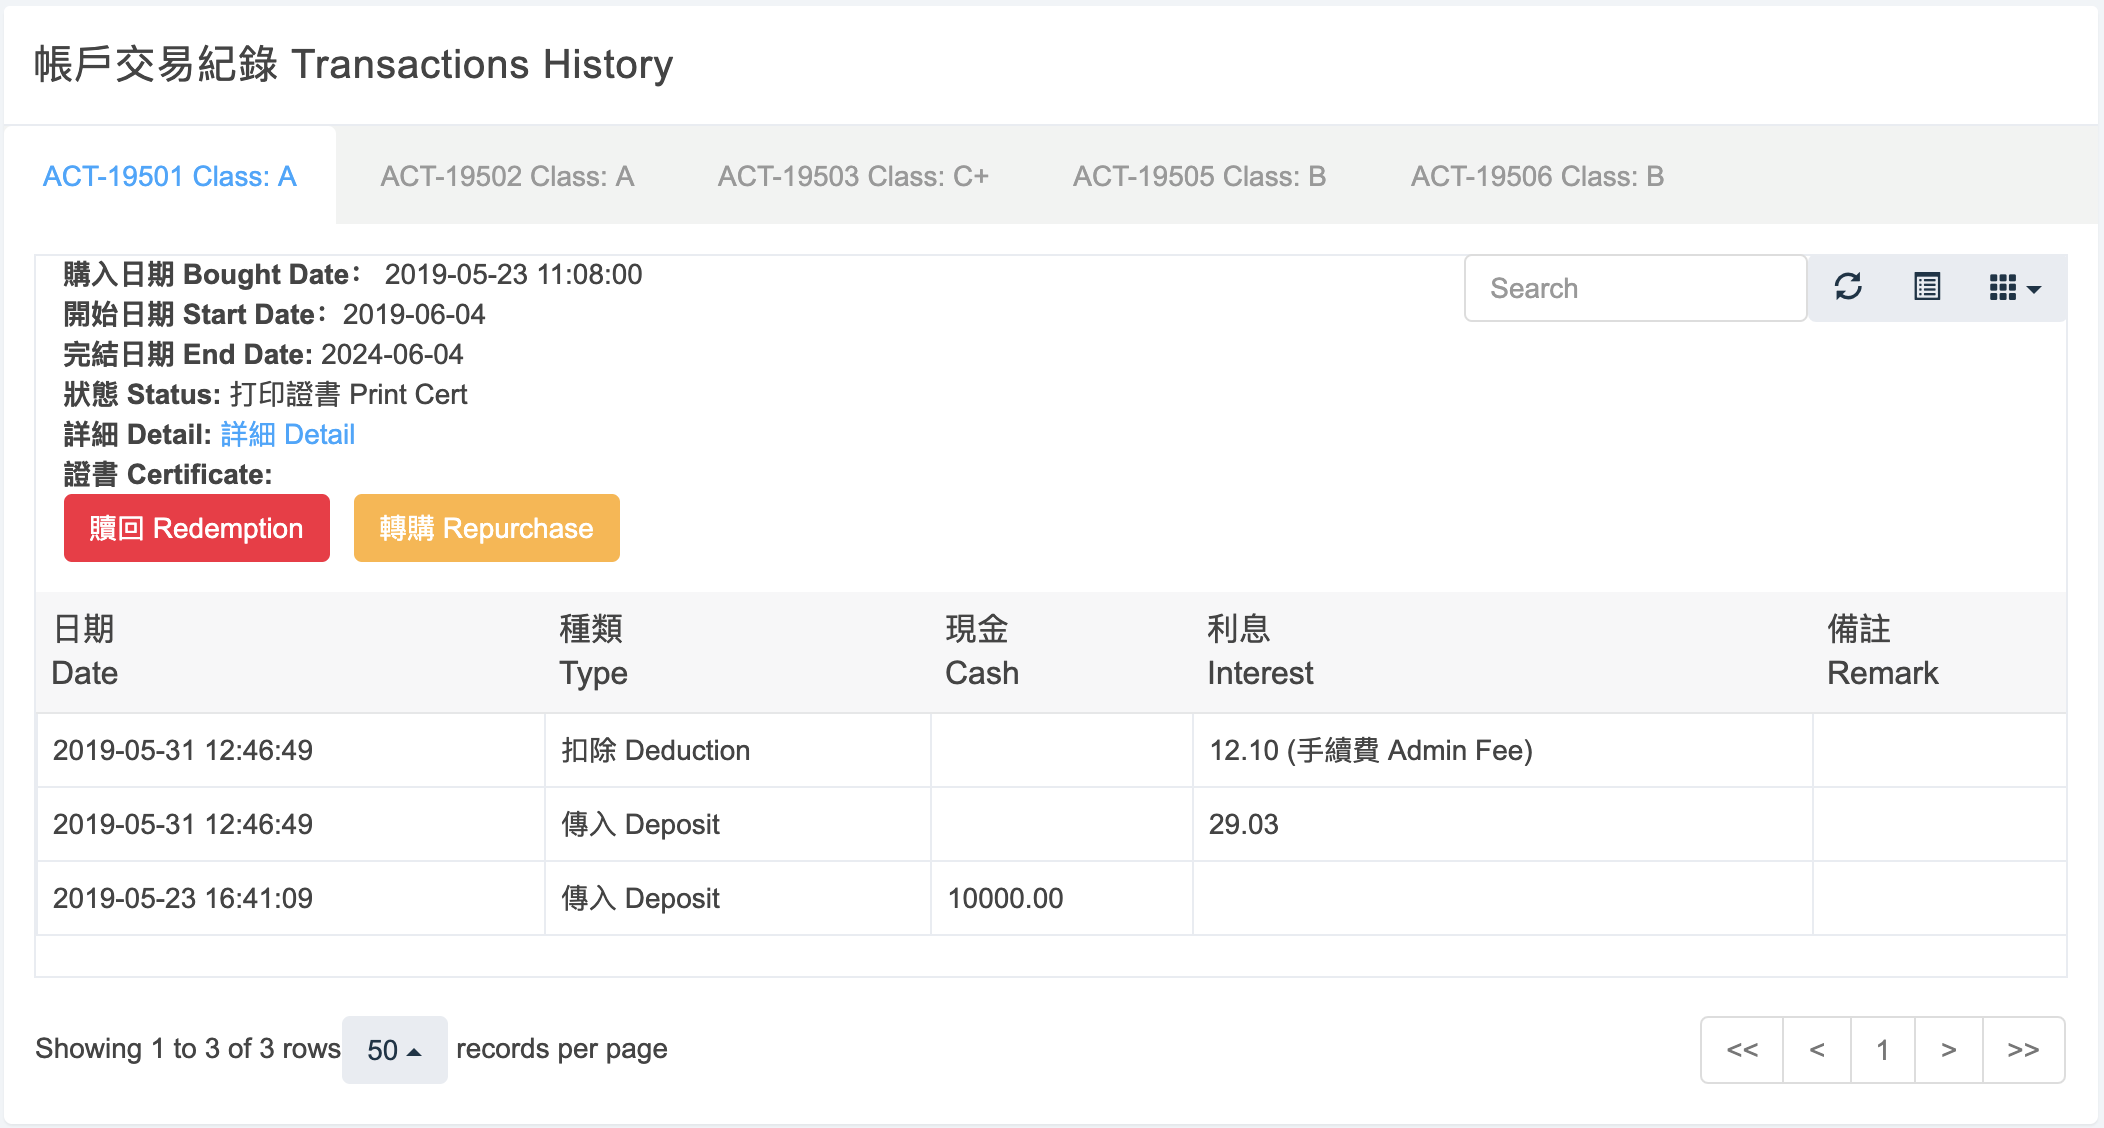 帳戶交易紀錄 Transactions History
ACT-19501 Class: A ACT-19502 Class: A ACT-19503 Class: C+ ACT-19505 Class: B ACT-19506 Class: B
購入日期 Bought Date： 2019-05-23 11:08:00
Search
開始日期 Start Date：2019-06-04
完結日期 End Date: 2024-06-04
狀態 Status: 打印證書 Print Cert
詳細 Detail: 詳細 Detail
證書 Certificate:
贖回 Redemption 轉購 Repurchase
日期 種類 現金 利息 備註
Date Type Cash Interest Remark
2019-05-31 12:46:49 扣除 Deduction 12.10 (手續費 Admin Fee)
2019-05-31 12:46:49 傳入 Deposit 29.03
2019-05-23 16:41:09 傳入 Deposit 10000.00
Showing 1 to 3 of 3 rows 50 records per page << < 1 > >>